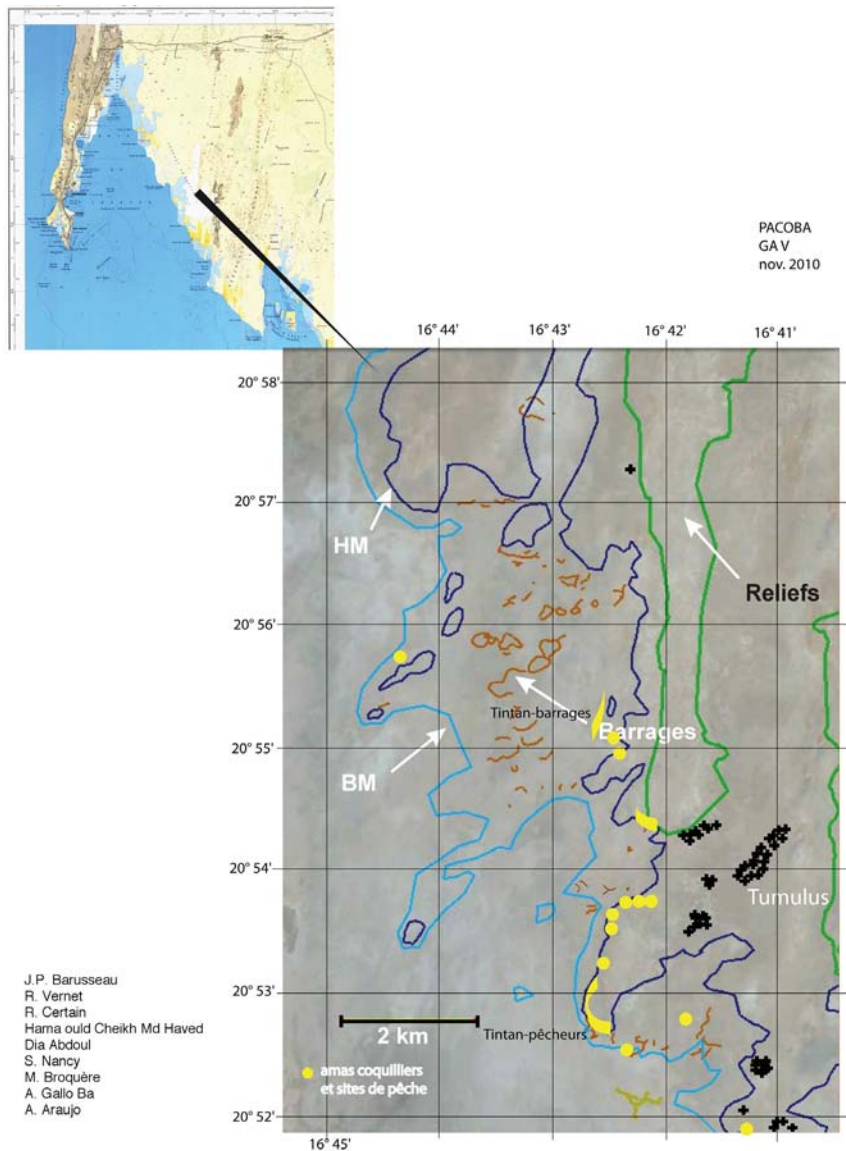 PACOBA
GA V
nov. 2010
16° 44'
16° 43'
16° 42'
16° 41'
20° 58'
20° 57'
HM
Reliefs
20° 56'
Tintan-barrages
Barrages
20° 55'
BM
20° 54'
Tumulus
20° 53'
2 km
Tintan-pêcheurs
amas coquilliers
et sites de pêche
20° 52'
16° 45'
J.P. Barusseau
R. Vernet
R. Certain
Hama ould Cheikh Md Haved
Dia Abdoul
S. Nancy
M. Broquère
A. Gallo Ba
A. Araujo